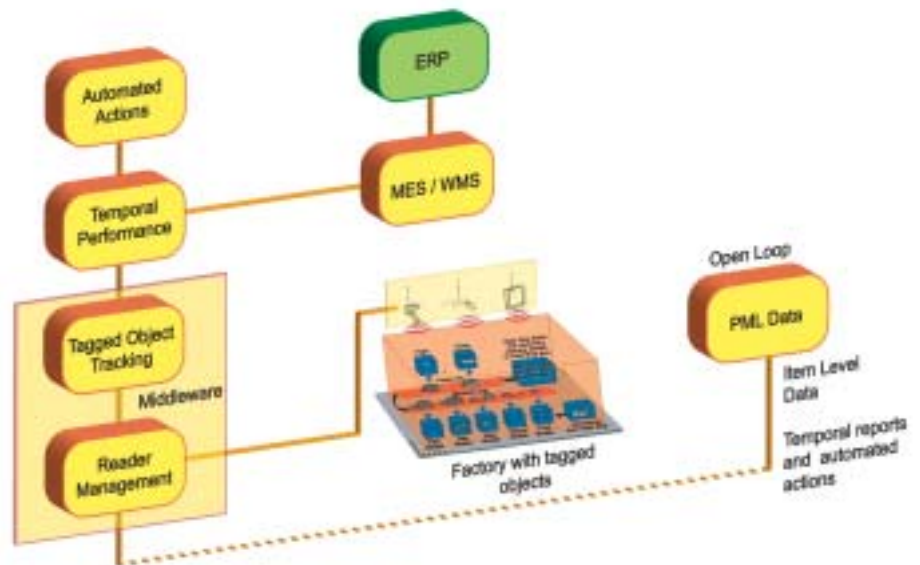 ERP
Automated
Actions
MES / WMS
Temporal
Performance
Open Loop
PML Data
Tagged Object
Tracking
Middleware
Item Level
Data
Reader
Management
Factory with tagged
objects
Temporal reports
and automated
actions